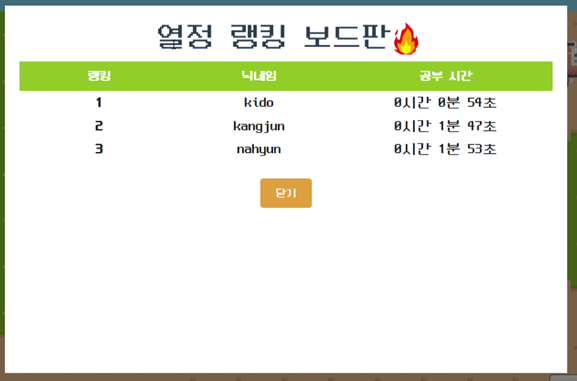 열정 랭킹 보드판🔥
랭킹 닉네임 공부 시간
1 kido 0시간 0분 54초
2 kangjun 0시간 1분 47초
3 nahyun 0시간 1분 53초
닫기